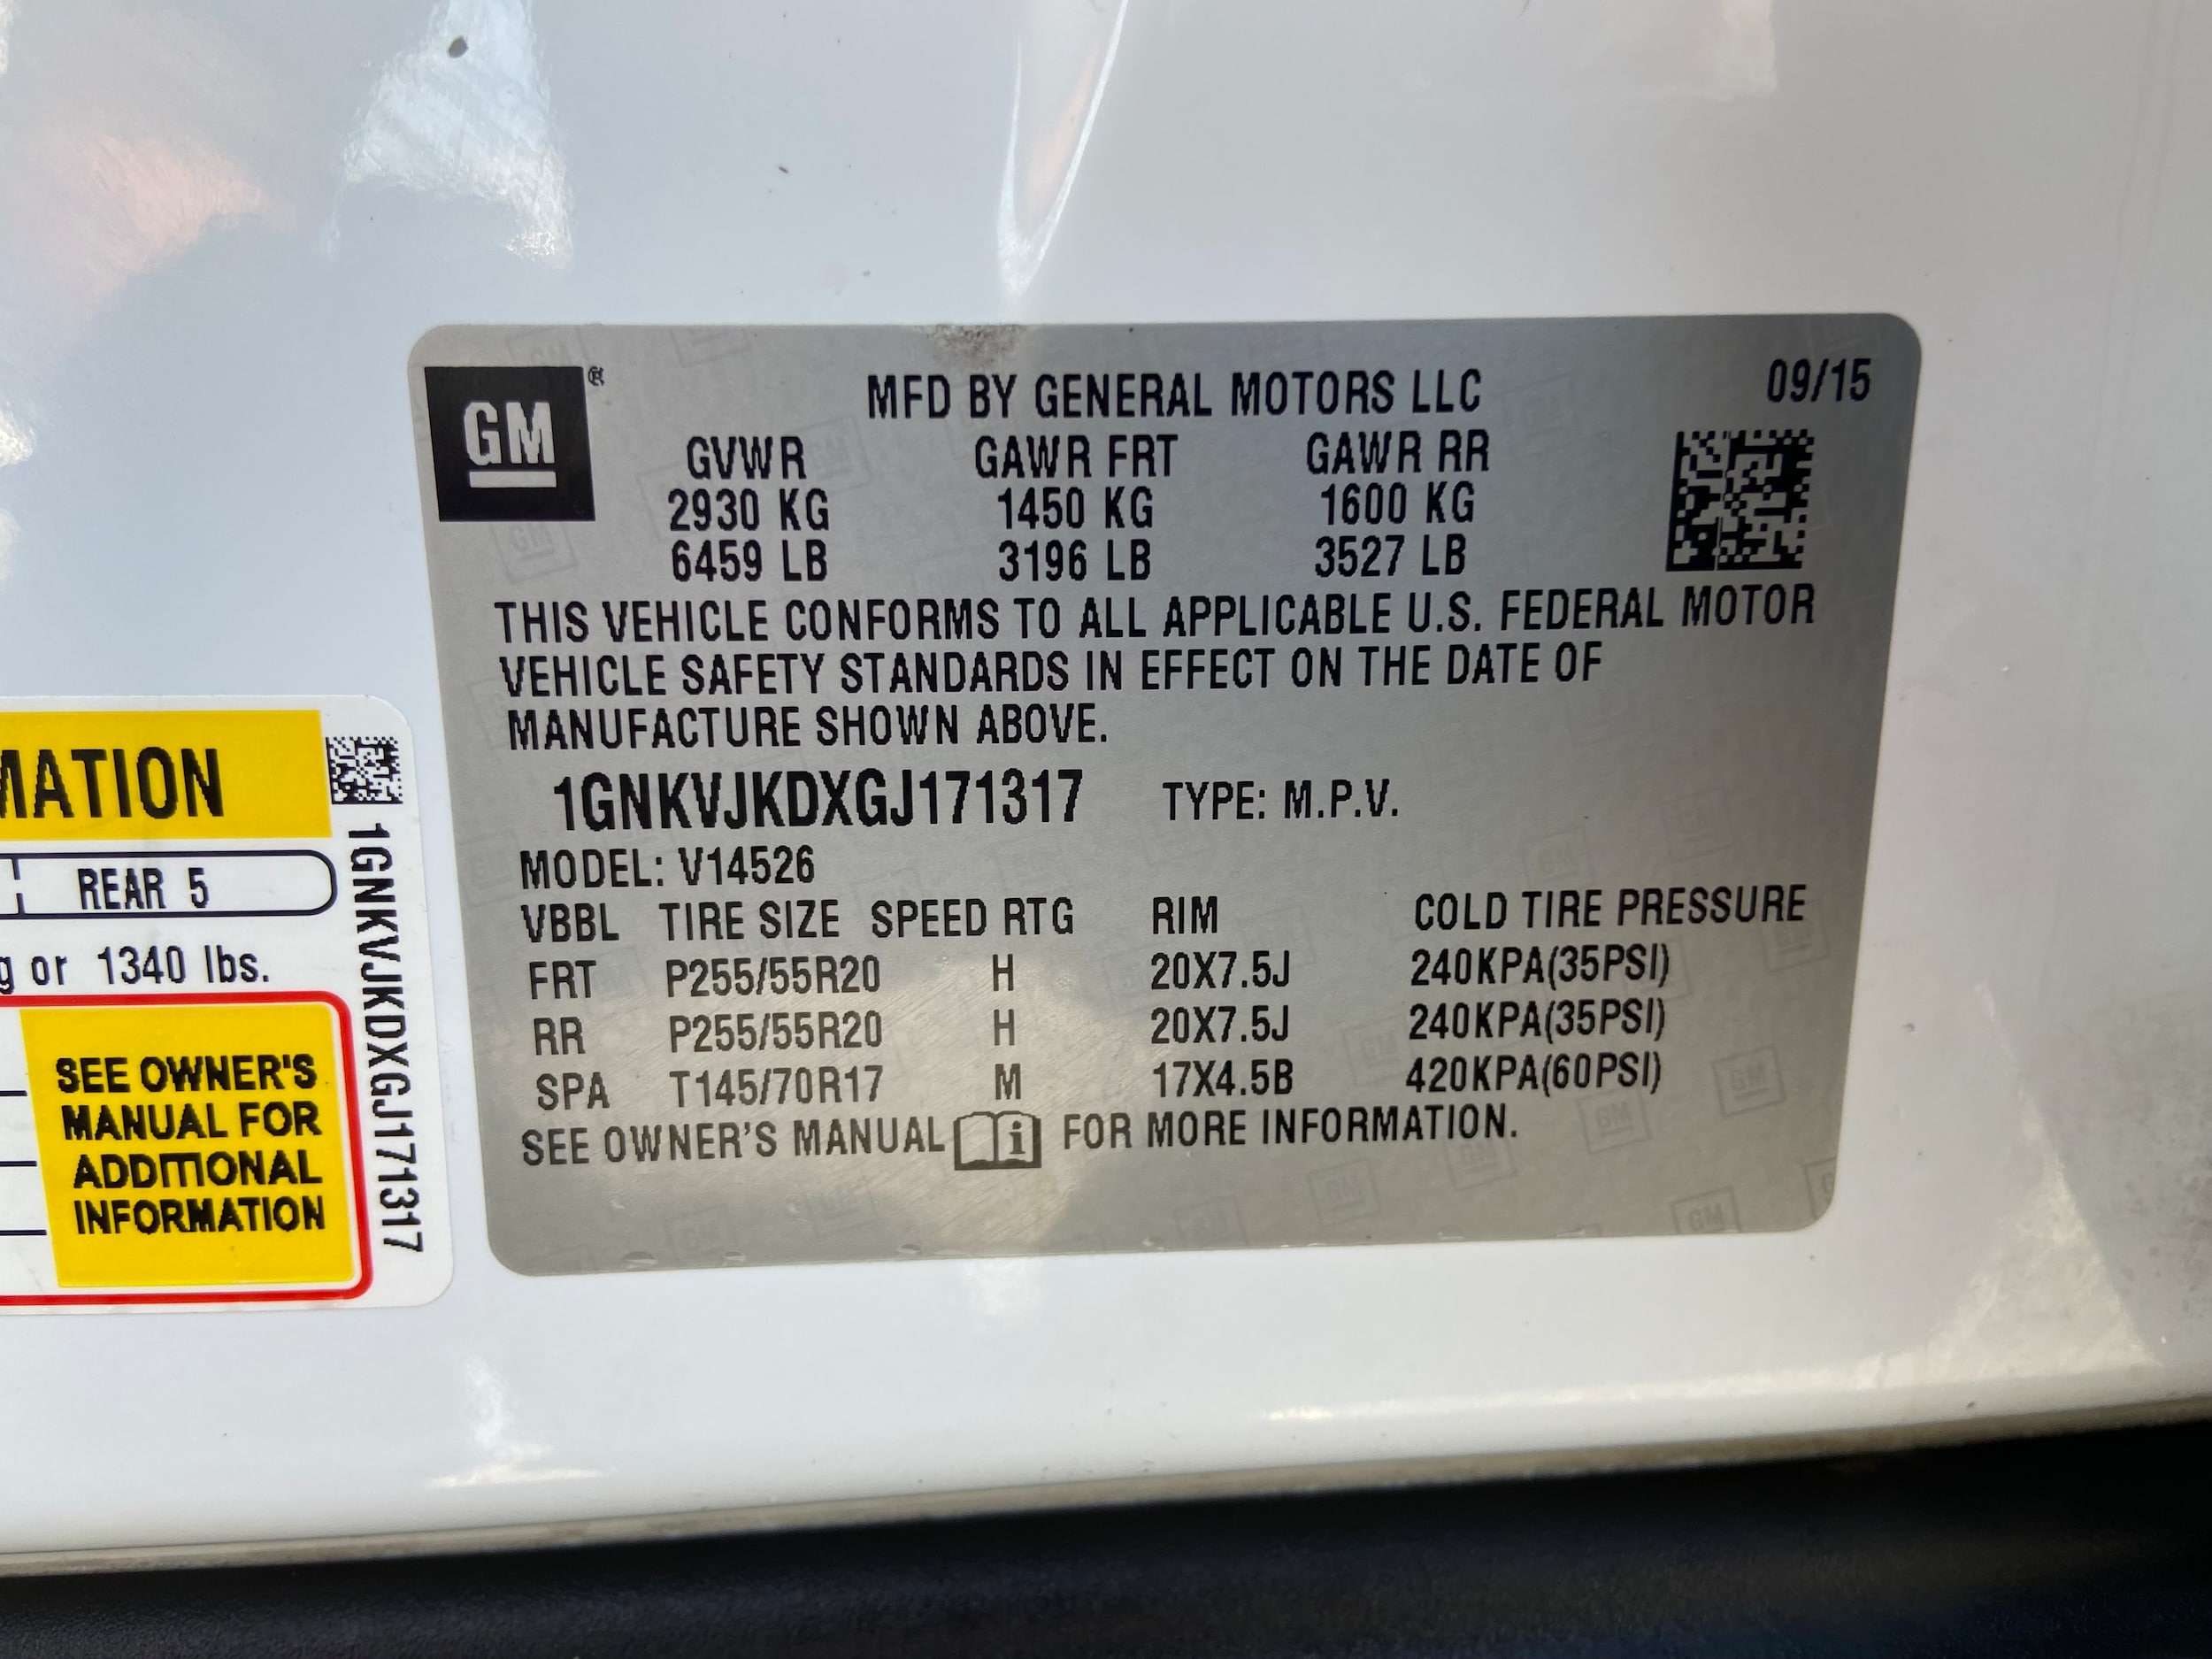 GM®
MFD BY GENERAL MOTORS LLC 09/15
GVWR GAWR FRT GAWR RR
2930 KG 1450 KG 1600 KG
6459 LB 3196 LB 3527 LB
THIS VEHICLE CONFORMS TO ALL APPLICABLE U.S. FEDERAL MOTOR
VEHICLE SAFETY STANDARDS IN EFFECT ON THE DATE OF
MANUFACTURE SHOWN ABOVE.
1GNKVJKDXGJ171317 TYPE: M.P.V.
MODEL: V14526
VBBL TIRE SIZE SPEED RTG RIM COLD TIRE PRESSURE
FRT P255/55R20 H 20X7.5J 240KPA(35PSI)
RR P255/55R20 H 20X7.5J 240KPA(35PSI)
SPA T145/70R17 M 17X4.5B 420KPA(60PSI)
SEE OWNER'S MANUAL FOR MORE INFORMATION.
MATION
REAR 5
g or 1340 lbs.
SEE OWNER'S
MANUAL FOR
ADDITIONAL
INFORMATION
1GNKVJKDXGJ171317